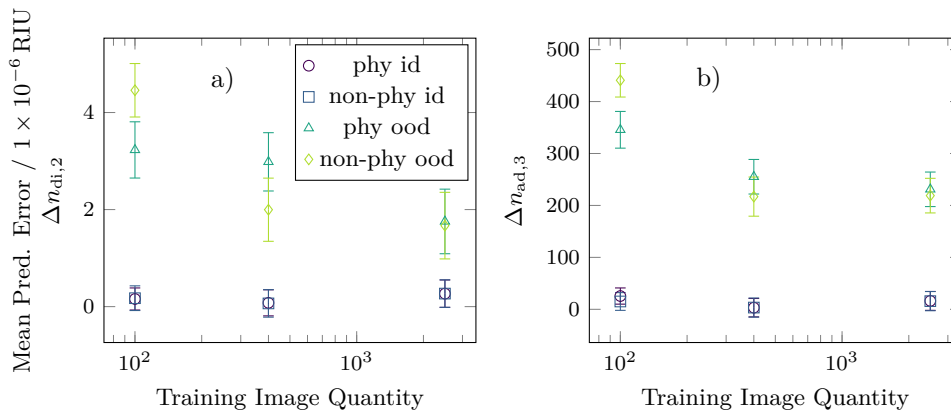 Mean Pred. Error / 1 × 10⁻⁶ RIU
Δn_di,2
4
2
0
a)
phy id
non-phy id
phy ood
non-phy ood
10²
10³
Training Image Quantity
Δn_ad,3
500
400
300
200
100
0
b)
10²
10³
Training Image Quantity